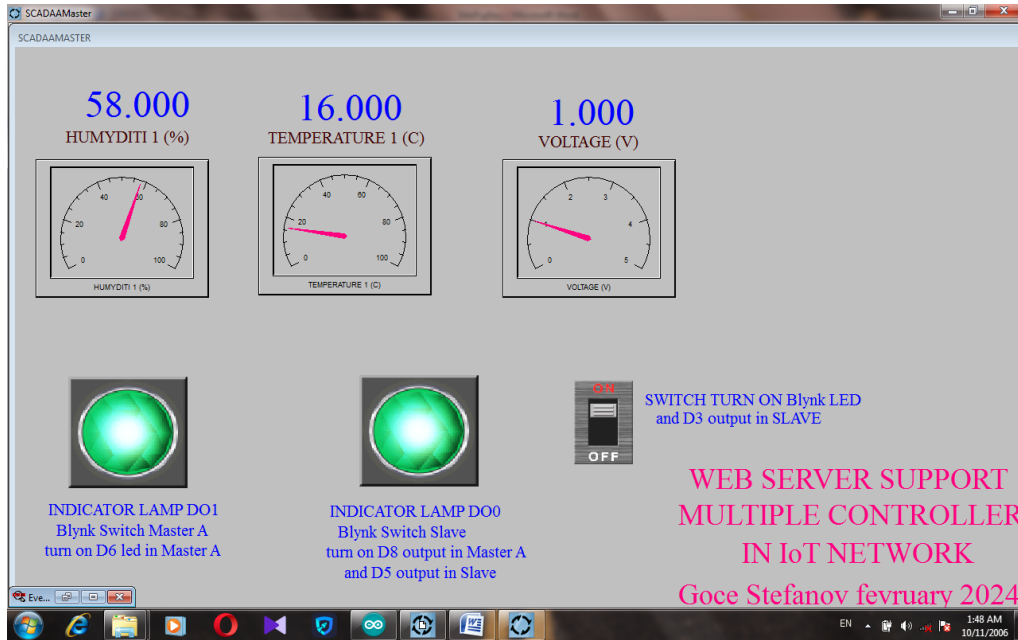 SCADAAMaster
SCADAAMASTER
58.000
HUMYDITI 1 (%)
16.000
TEMPERATURE 1 (C)
1.000
VOLTAGE (V)
0 20 40 60 80 100
HUMYDITI 1 (%)
0 20 40 60 80 100
TEMPERATURE 1 (C)
0 1 2 3 4 5
VOLTAGE (V)
INDICATOR LAMP DO1
Blynk Switch Master A
turn on D6 led in Master A
INDICATOR LAMP DO0
Blynk Switch Slave
turn on D8 output in Master A
and D5 output in Slave
ON
OFF
SWITCH TURN ON Blynk LED
and D3 output in SLAVE
WEB SERVER SUPPORT
MULTIPLE CONTROLLER
IN IoT NETWORK
Goce Stefanov fevruary 2024
Eve...
EN
1:48 AM
10/11/2006